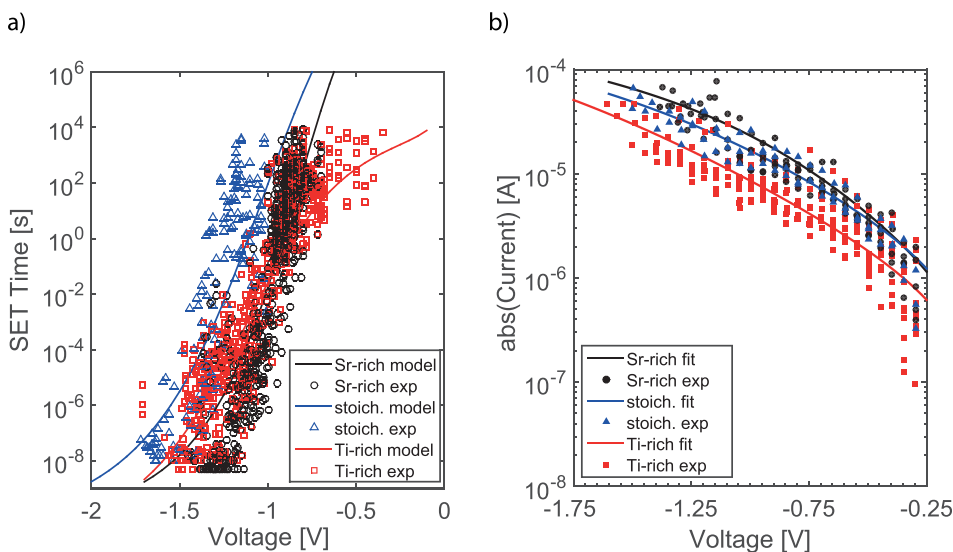 a)
SET Time [s]
10^6
10^4
10^2
10^0
10^-2
10^-4
10^-6
10^-8
-2
-1.5
-1
-0.5
0
Voltage [V]
Sr-rich model
Sr-rich exp
stoich. model
stoich. exp
Ti-rich model
Ti-rich exp
b)
abs(Current) [A]
10^-4
10^-5
10^-6
10^-7
10^-8
-1.75
-1.25
-0.75
-0.25
Voltage [V]
Sr-rich fit
Sr-rich exp
stoich. fit
stoich. exp
Ti-rich fit
Ti-rich exp